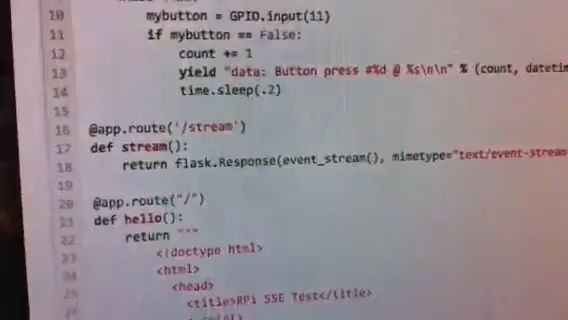 10 mybutton = GPIO.input(11)
11 if mybutton == False:
12 count += 1
13 yield "data: Button press #%d @ %s\n\n" % (count, datetim
14 time.sleep(.2)
15
16 @app.route('/stream')
17 def stream():
18 return flask.Response(event_stream(), mimetype="text/event-stream
19
20 @app.route("/")
21 def hello():
22 return """
23 <!doctype html>
24 <html>
25 <head>
<title>RPi SSE Test</title>